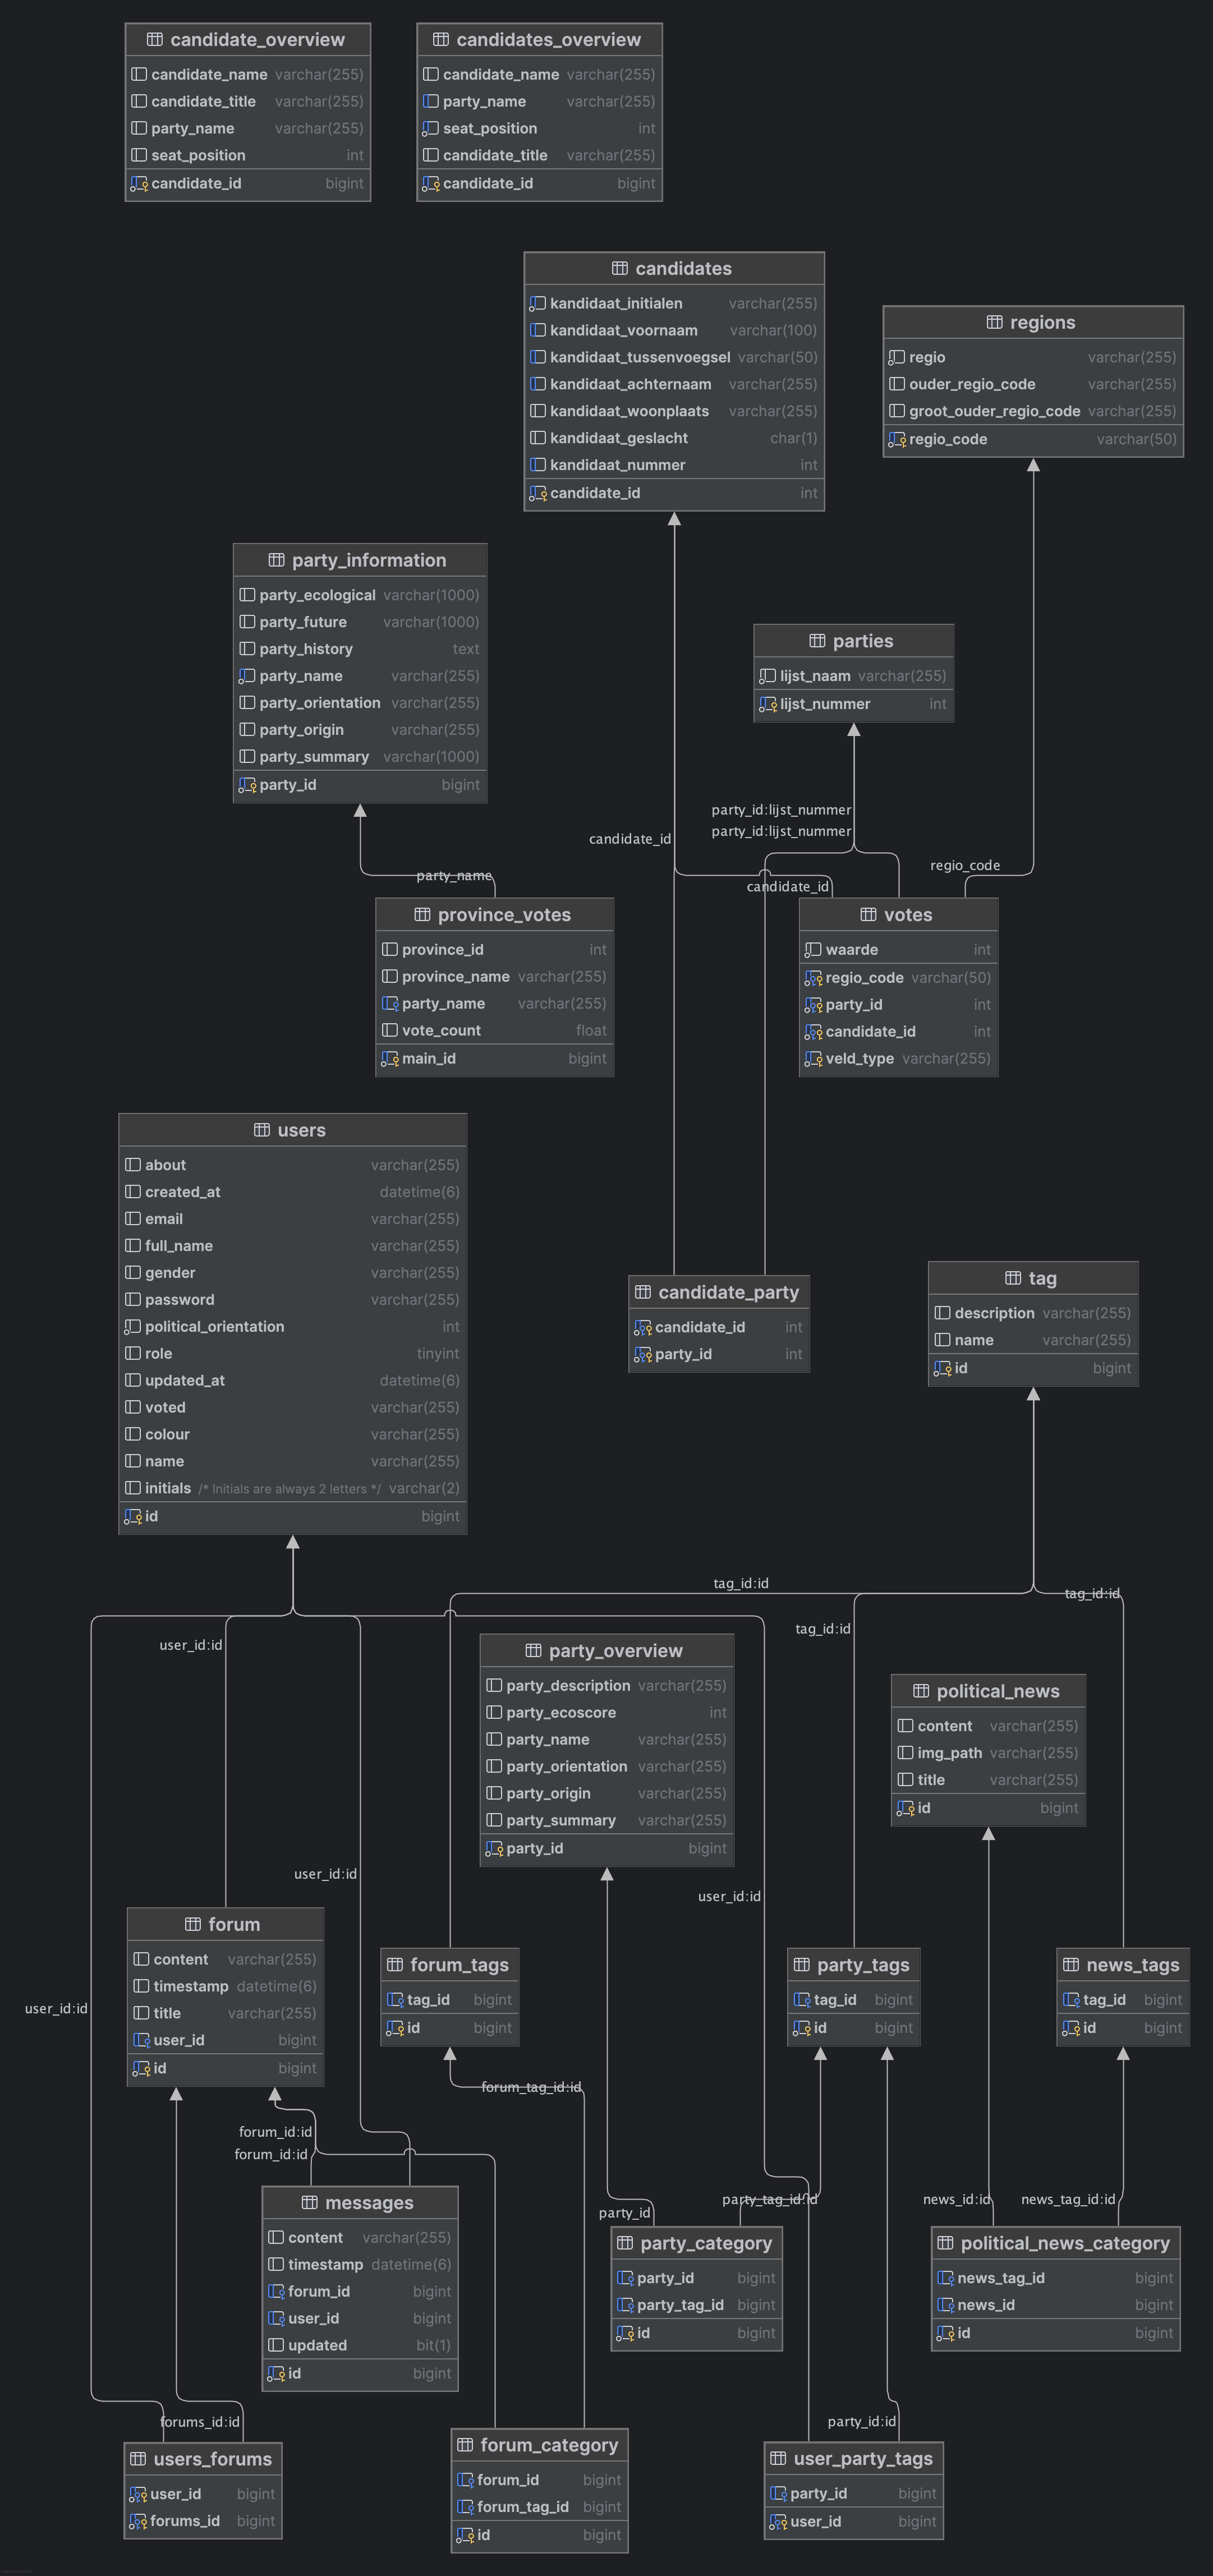 candidate_overview
candidate_name varchar(255)
candidate_title varchar(255)
party_name varchar(255)
seat_position int
candidate_id bigint
candidates_overview
candidate_name varchar(255)
party_name varchar(255)
seat_position int
candidate_title varchar(255)
candidate_id bigint
candidates
kandidaat_initialen varchar(255)
kandidaat_voornaam varchar(100)
kandidaat_tussenvoegsel varchar(50)
kandidaat_achternaam varchar(255)
kandidaat_woonplaats varchar(255)
kandidaat_geslacht char(1)
kandidaat_nummer int
candidate_id int
regions
regio varchar(255)
ouder_regio_code varchar(255)
groot_ouder_regio_code varchar(255)
regio_code varchar(50)
party_information
party_ecological varchar(1000)
party_future varchar(1000)
party_history text
party_name varchar(255)
party_orientation varchar(255)
party_origin varchar(255)
party_summary varchar(1000)
party_id bigint
parties
lijst_naam varchar(255)
lijst_nummer int
party_id:lijst_nummer
party_id:lijst_nummer
candidate_id
regio_code
party_name
candidate_id
province_votes
province_id int
province_name varchar(255)
party_name varchar(255)
vote_count float
main_id bigint
votes
waarde int
regio_code varchar(50)
party_id int
candidate_id int
veld_type varchar(255)
users
about varchar(255)
created_at datetime(6)
email varchar(255)
full_name varchar(255)
gender varchar(255)
password varchar(255)
political_orientation int
role tinyint
updated_at datetime(6)
voted varchar(255)
colour varchar(255)
name varchar(255)
initials /* Initials are always 2 letters */ varchar(2)
id bigint
candidate_party
candidate_id int
party_id int
tag
description varchar(255)
name varchar(255)
id bigint
tag_id:id
tag_id:id
tag_id:id
user_id:id
party_overview
party_description varchar(255)
party_ecoscore int
party_name varchar(255)
party_orientation varchar(255)
party_origin varchar(255)
party_summary varchar(255)
party_id bigint
political_news
content varchar(255)
img_path varchar(255)
title varchar(255)
id bigint
user_id:id
user_id:id
user_id:id
forum
content varchar(255)
timestamp datetime(6)
title varchar(255)
user_id bigint
id bigint
forum_tags
tag_id bigint
id bigint
party_tags
tag_id bigint
id bigint
news_tags
tag_id bigint
id bigint
forum_tag_id:id
forum_id:id
forum_id:id
party_id
party_tag_id:id
news_id:id
news_tag_id:id
messages
content varchar(255)
timestamp datetime(6)
forum_id bigint
user_id bigint
updated bit(1)
id bigint
party_category
party_id bigint
party_tag_id bigint
id bigint
political_news_category
news_tag_id bigint
news_id bigint
id bigint
forums_id:id
party_id:id
users_forums
user_id bigint
forums_id bigint
forum_category
forum_id bigint
forum_tag_id bigint
id bigint
user_party_tags
party_id bigint
user_id bigint